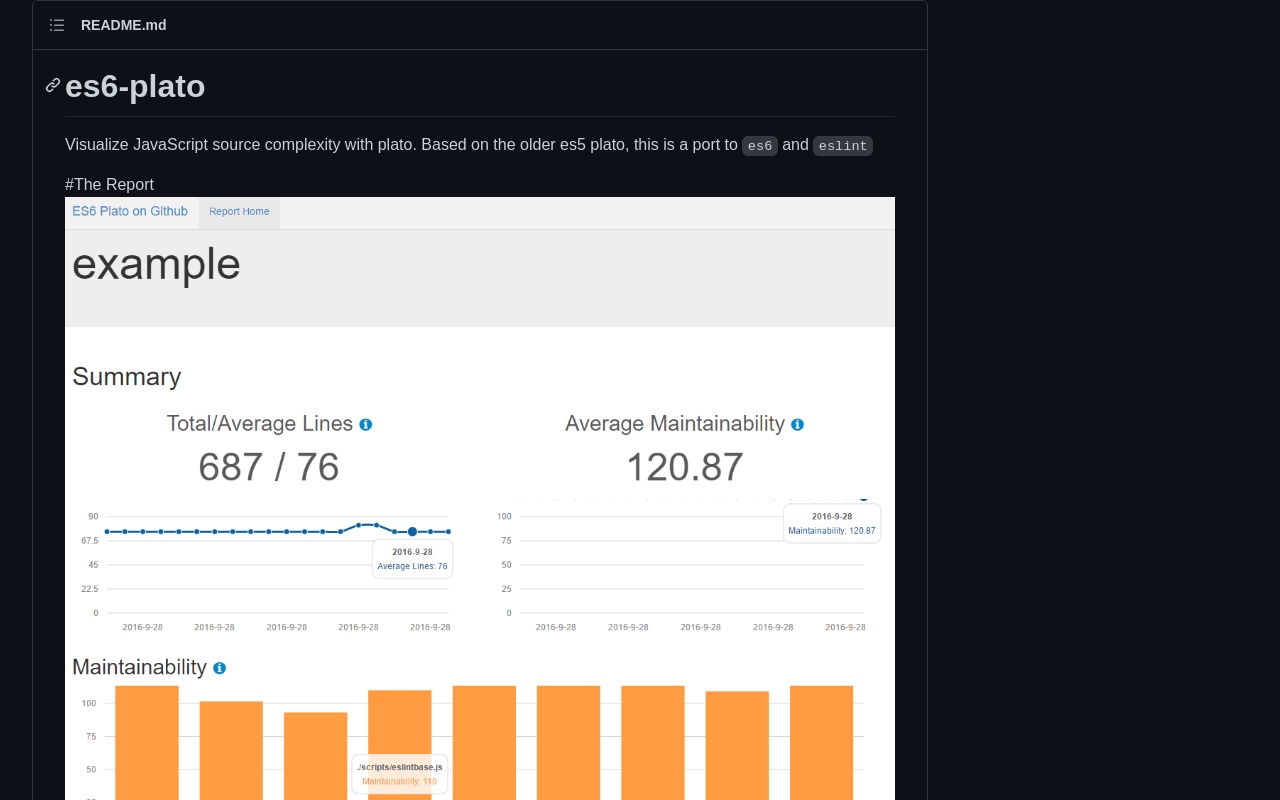 README.md
es6-plato
Visualize JavaScript source complexity with plato. Based on the older es5 plato, this is a port to es6 and eslint
#The Report
ES6 Plato on Github Report Home
example
Summary
Total/Average Lines
Average Maintainability
687 / 76
120.87
90
67.5
45
22.5
0
2016-9-28
Average Lines: 76
2016-9-28 2016-9-28 2016-9-28 2016-9-28 2016-9-28
100
75
50
25
0
2016-9-28
Maintainability: 120.87
2016-9-28 2016-9-28 2016-9-28 2016-9-28 2016-9-28
Maintainability
100
75
50
./scripts/eslintbase.js
Maintainability: 110